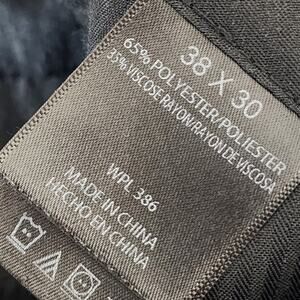 38 X 30
65% POLYESTER/POLIESTER
35% VISCOSE RAYON/RAYON DE VISCOSA
WPL 386
MADE IN CHINA
HECHO EN CHINA